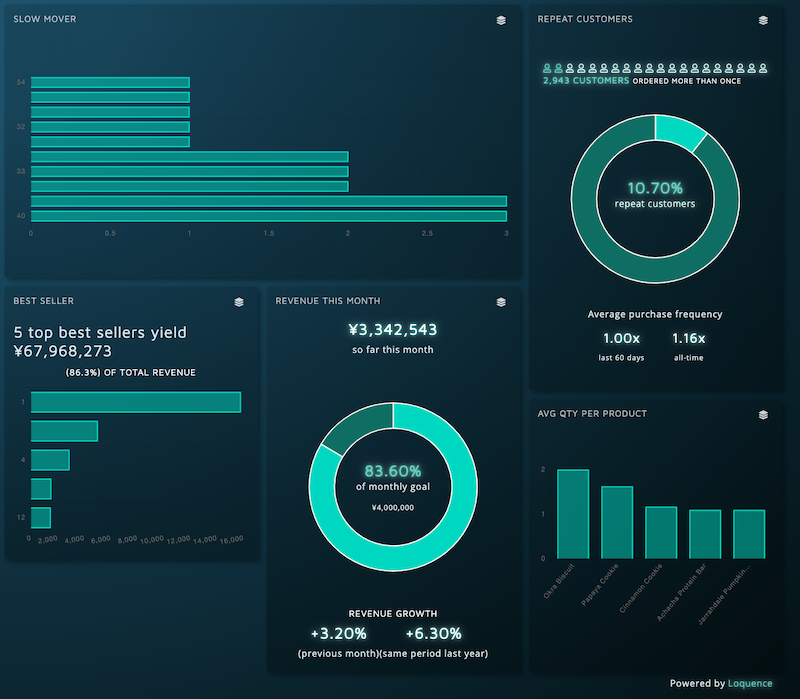 SLOW MOVER
54
32
33
40
0 0.5 1 1.5 2 2.5 3
REPEAT CUSTOMERS
2,943 CUSTOMERS ORDERED MORE THAN ONCE
10.70%
repeat customers
Average purchase frequency
1.00x 1.16x
last 60 days all-time
BEST SELLER
5 top best sellers yield
¥67,968,273
(86.3%) OF TOTAL REVENUE
1
4
12
0 2,000 4,000 6,000 8,000 10,000 12,000 14,000 16,000
REVENUE THIS MONTH
¥3,342,543
so far this month
83.60%
of monthly goal
¥4,000,000
REVENUE GROWTH
+3.20% +6.30%
(previous month)(same period last year)
AVG QTY PER PRODUCT
2
1
0
Okra Biscuit
Papaya Cookie
Cinnamon Cookie
Achacha Protein Bar
Jarrahdale Pumpkin...
Powered by Loquence